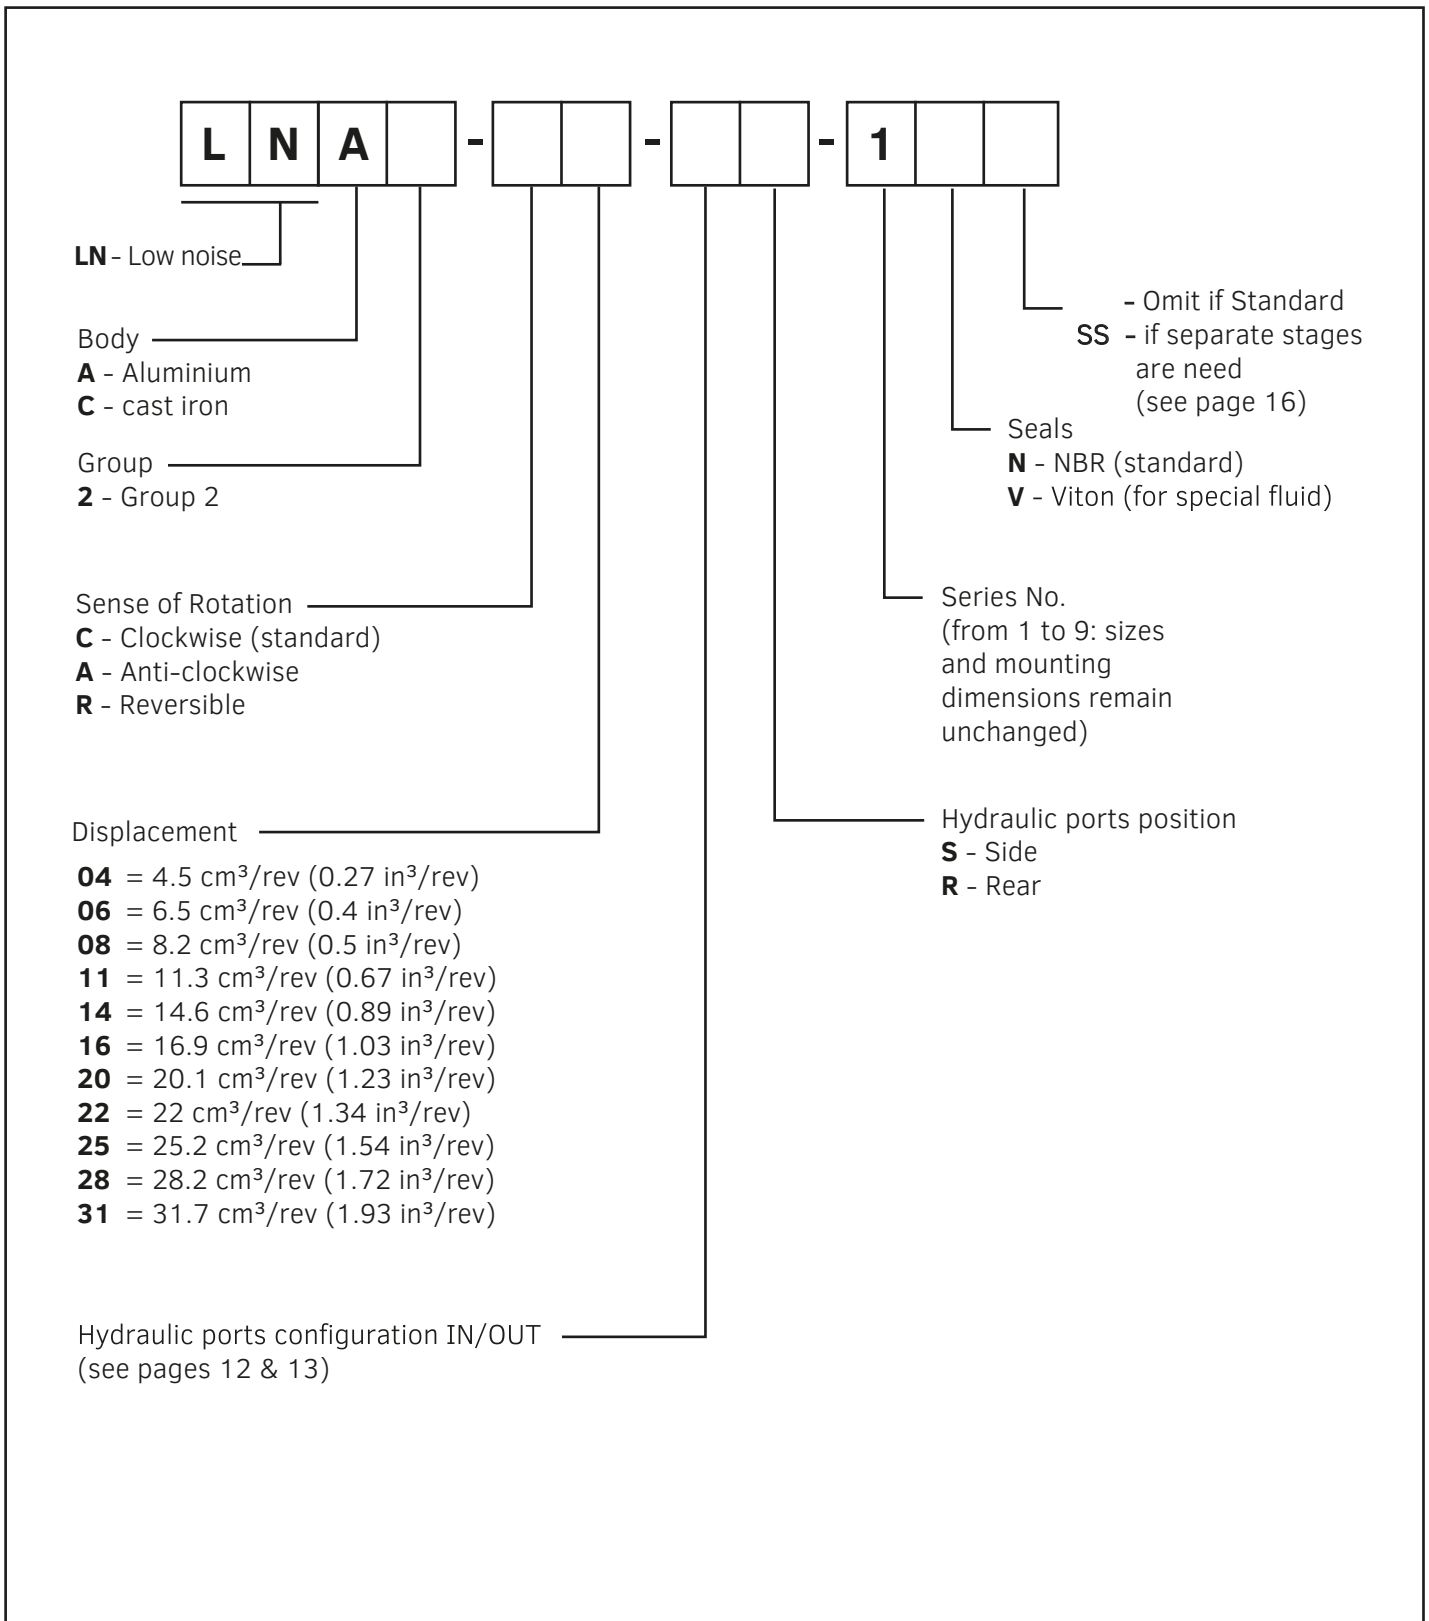 L N A - - - 1
LN - Low noise
Body
A - Aluminium
C - cast iron
Group
2 - Group 2
Sense of Rotation
C - Clockwise (standard)
A - Anti-clockwise
R - Reversible
Displacement
04 = 4.5 cm³/rev (0.27 in³/rev)
06 = 6.5 cm³/rev (0.4 in³/rev)
08 = 8.2 cm³/rev (0.5 in³/rev)
11 = 11.3 cm³/rev (0.67 in³/rev)
14 = 14.6 cm³/rev (0.89 in³/rev)
16 = 16.9 cm³/rev (1.03 in³/rev)
20 = 20.1 cm³/rev (1.23 in³/rev)
22 = 22 cm³/rev (1.34 in³/rev)
25 = 25.2 cm³/rev (1.54 in³/rev)
28 = 28.2 cm³/rev (1.72 in³/rev)
31 = 31.7 cm³/rev (1.93 in³/rev)
Hydraulic ports configuration IN/OUT
(see pages 12 & 13)
- Omit if Standard
SS - if separate stages
are need
(see page 16)
Seals
N - NBR (standard)
V - Viton (for special fluid)
Series No.
(from 1 to 9: sizes
and mounting
dimensions remain
unchanged)
Hydraulic ports position
S - Side
R - Rear